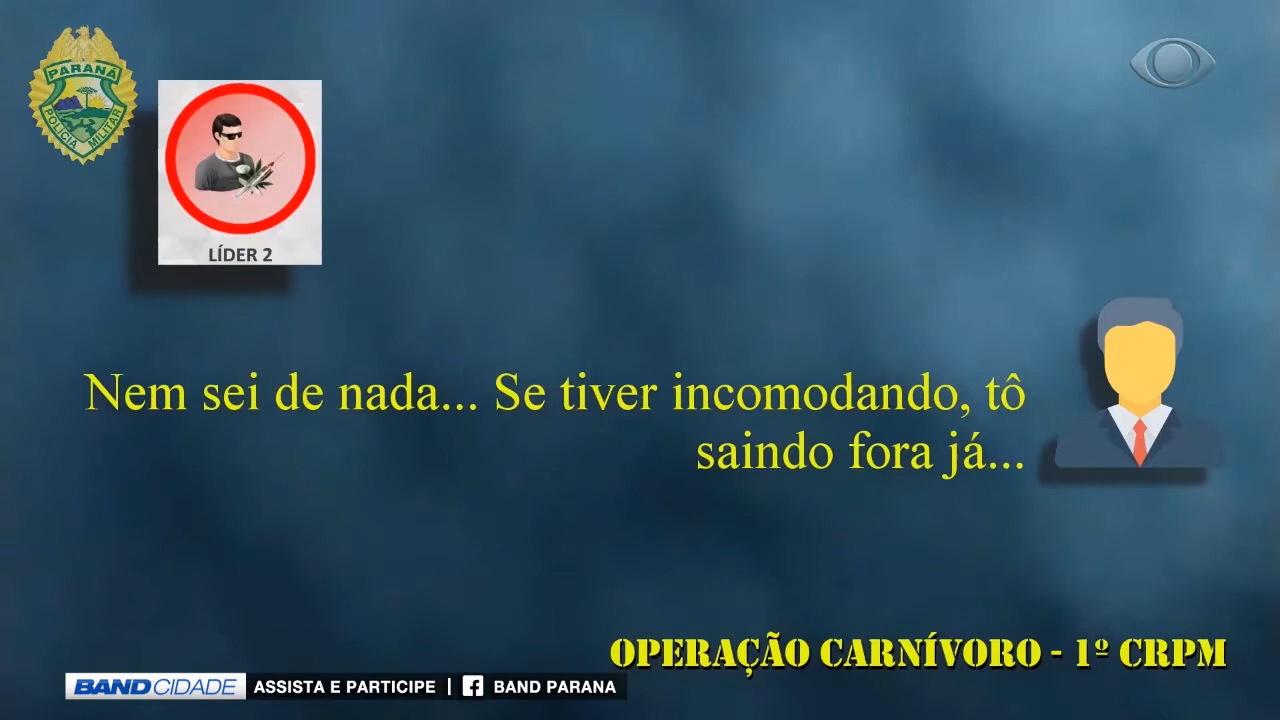 PARANÁ
POLÍCIA MILITAR
LÍDER 2
Nem sei de nada... Se tiver incomodando, tô
saindo fora já...
OPERAÇÃO CARNÍVORO - 1º CRPM
BAND CIDADE ASSISTA E PARTICIPE | BAND PARANA